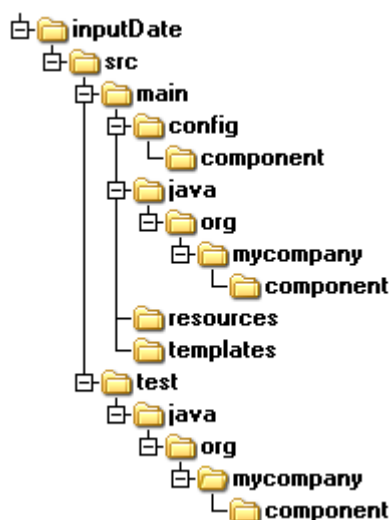 inputDate
src
main
config
component
java
org
mycompany
component
resources
templates
test
java
org
mycompany
component